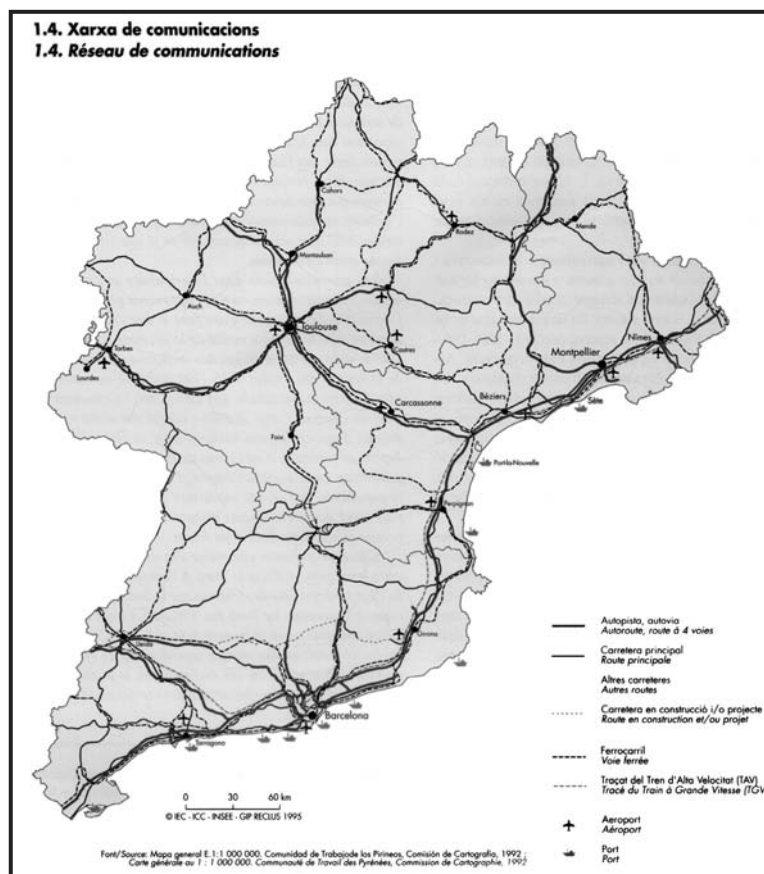 1.4. Xarxa de comunicacions
1.4. Réseau de communications
Cahors
Mende
Rodez
Montauban
Auch
Toulouse
Nîmes
Castres
Montpellier
Tarbes
Lourdes
Carcassonne
Béziers
Sète
Foix
Port-la-Nouvelle
Perpignan
Girona
Lleida
Barcelona
Tarragona
Autopista, autovia
Autoroute, route à 4 voies
Carretera principal
Route principale
Altres carreteres
Autres routes
Carretera en construcció i/o projecte
Route en construction et/ou projet
Ferrocarril
Voie ferrée
Traçat del Tren d'Alta Velocitat (TAV)
Tracé du Train à Grande Vitesse (TGV
Aeroport
Aéroport
Port
Port
0 30 60 km
© IEC - ICC - INSEE - GIP RECLUS 1995
Font/Source: Mapa general E.1:1 000 000. Comunidad de Trabajode los Pirineos, Comisión de Cartografía, 1992 ;
Carte générale au 1 : 1 000 000. Communauté de Travail des Pyrénées, Commission de Cartographie, 1992